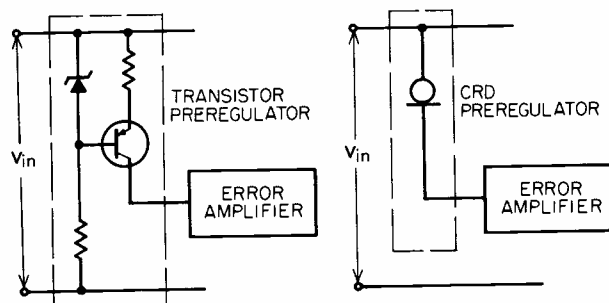 TRANSISTOR
PREREGULATOR
Vin
ERROR
AMPLIFIER
CRD
PREREGULATOR
Vin
ERROR
AMPLIFIER